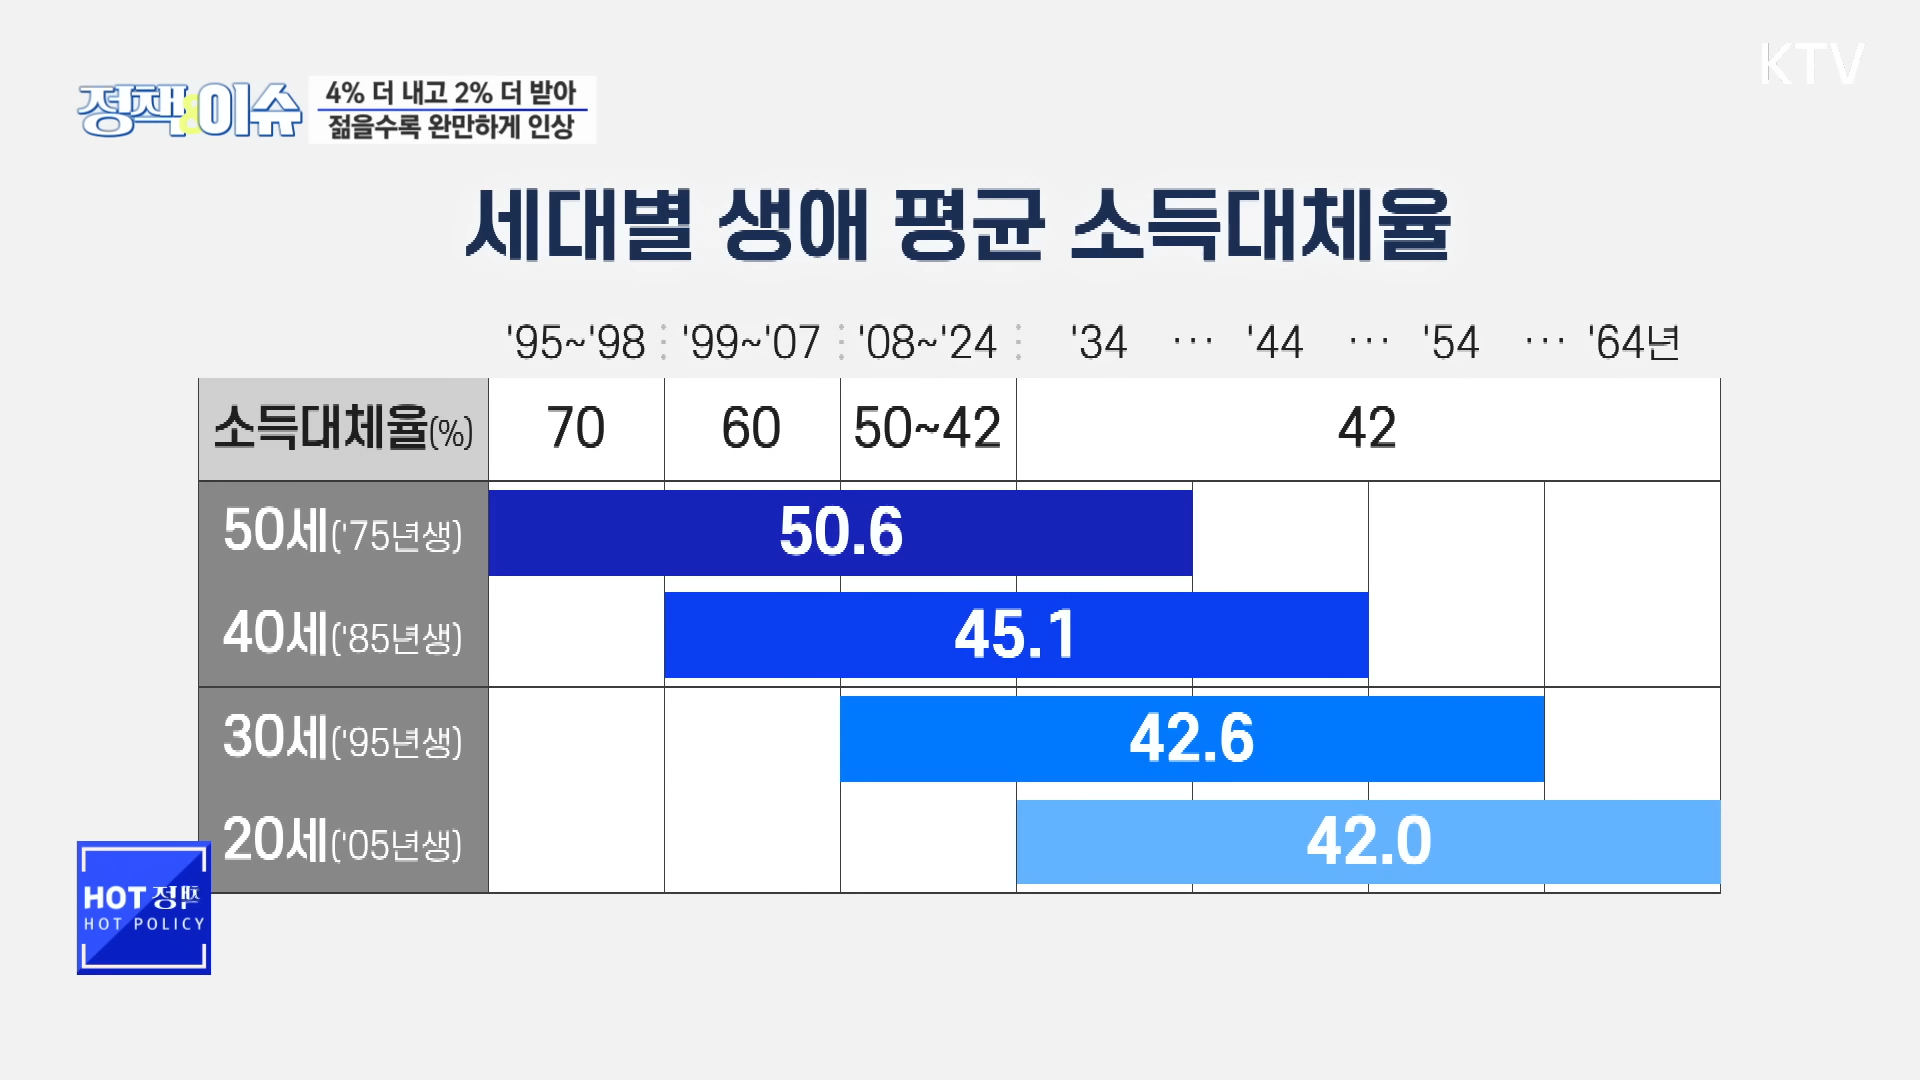 KTV
정책&이슈
4% 더 내고 2% 더 받아
젊을수록 완만하게 인상
세대별 생애 평균 소득대체율
'95~'98 '99~'07 '08~'24 '34 ··· '44 ··· '54 ··· '64년
소득대체율(%) 70 60 50~42 42
50세('75년생) 50.6
40세('85년생) 45.1
30세('95년생) 42.6
20세('05년생) 42.0
HOT 정책
HOT POLICY